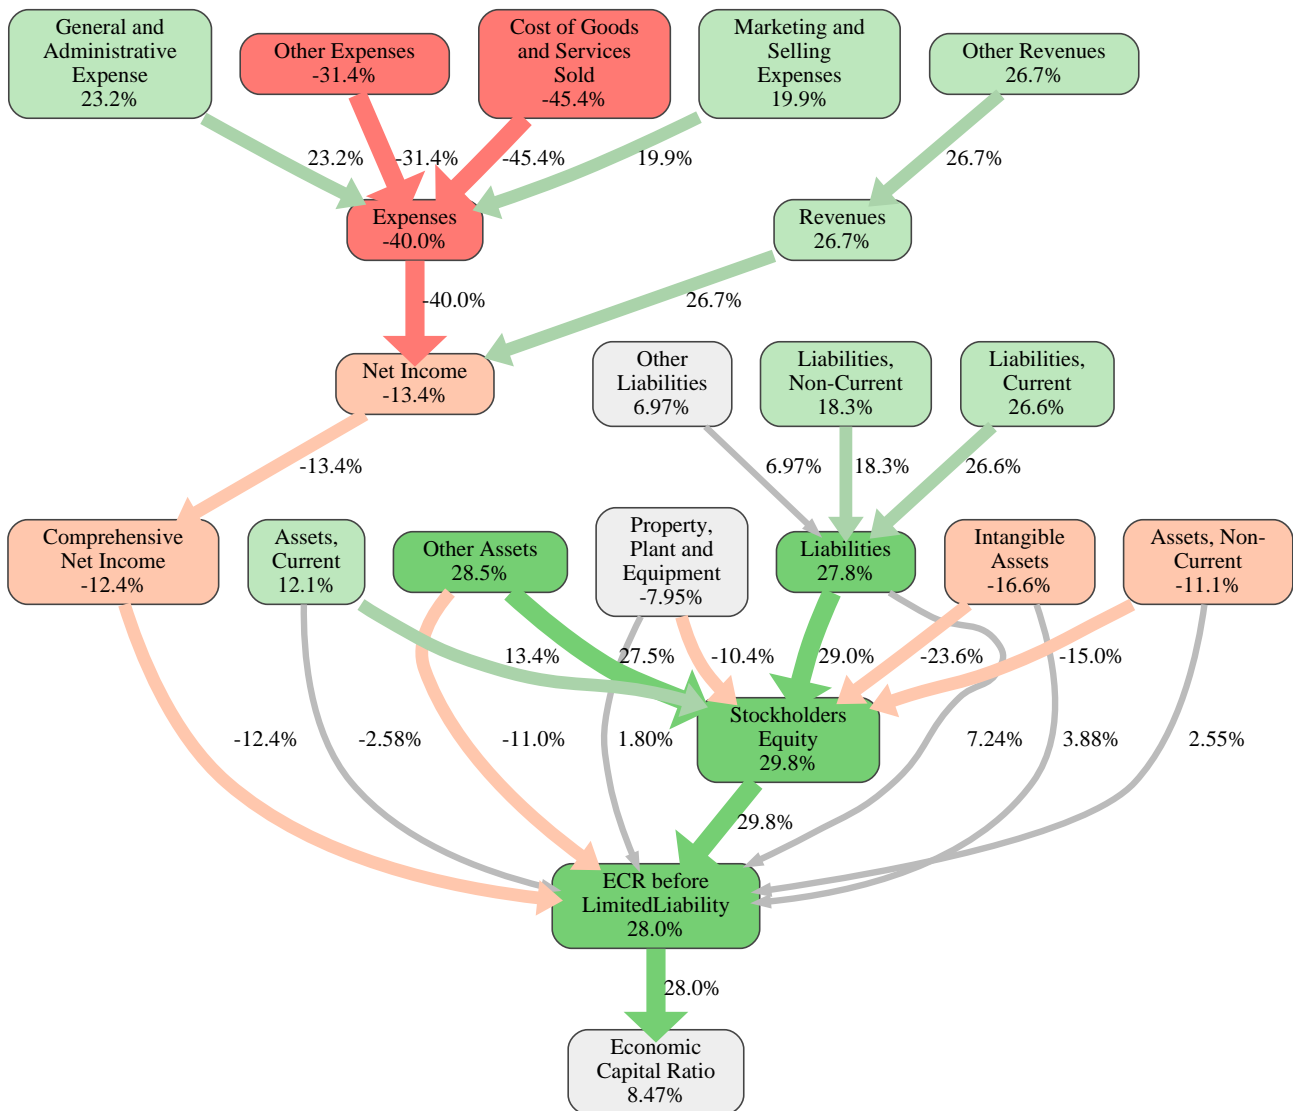 General and
Administrative
Expense
23.2%
Other Expenses
-31.4%
Cost of Goods
and Services
Sold
-45.4%
Marketing and
Selling
Expenses
19.9%
Other Revenues
26.7%
23.2%
-31.4%
-45.4%
19.9%
26.7%
Expenses
-40.0%
Revenues
26.7%
-40.0%
26.7%
Net Income
-13.4%
Other
Liabilities
6.97%
Liabilities,
Non-Current
18.3%
Liabilities,
Current
26.6%
-13.4%
6.97%
18.3%
26.6%
Comprehensive
Net Income
-12.4%
Assets,
Current
12.1%
Other Assets
28.5%
Property,
Plant and
Equipment
-7.95%
Liabilities
27.8%
Intangible
Assets
-16.6%
Assets, Non-
Current
-11.1%
13.4%
27.5%
-10.4%
29.0%
-23.6%
-15.0%
Stockholders
Equity
29.8%
-12.4%
-2.58%
-11.0%
1.80%
7.24%
3.88%
2.55%
29.8%
ECR before
LimitedLiability
28.0%
28.0%
Economic
Capital Ratio
8.47%